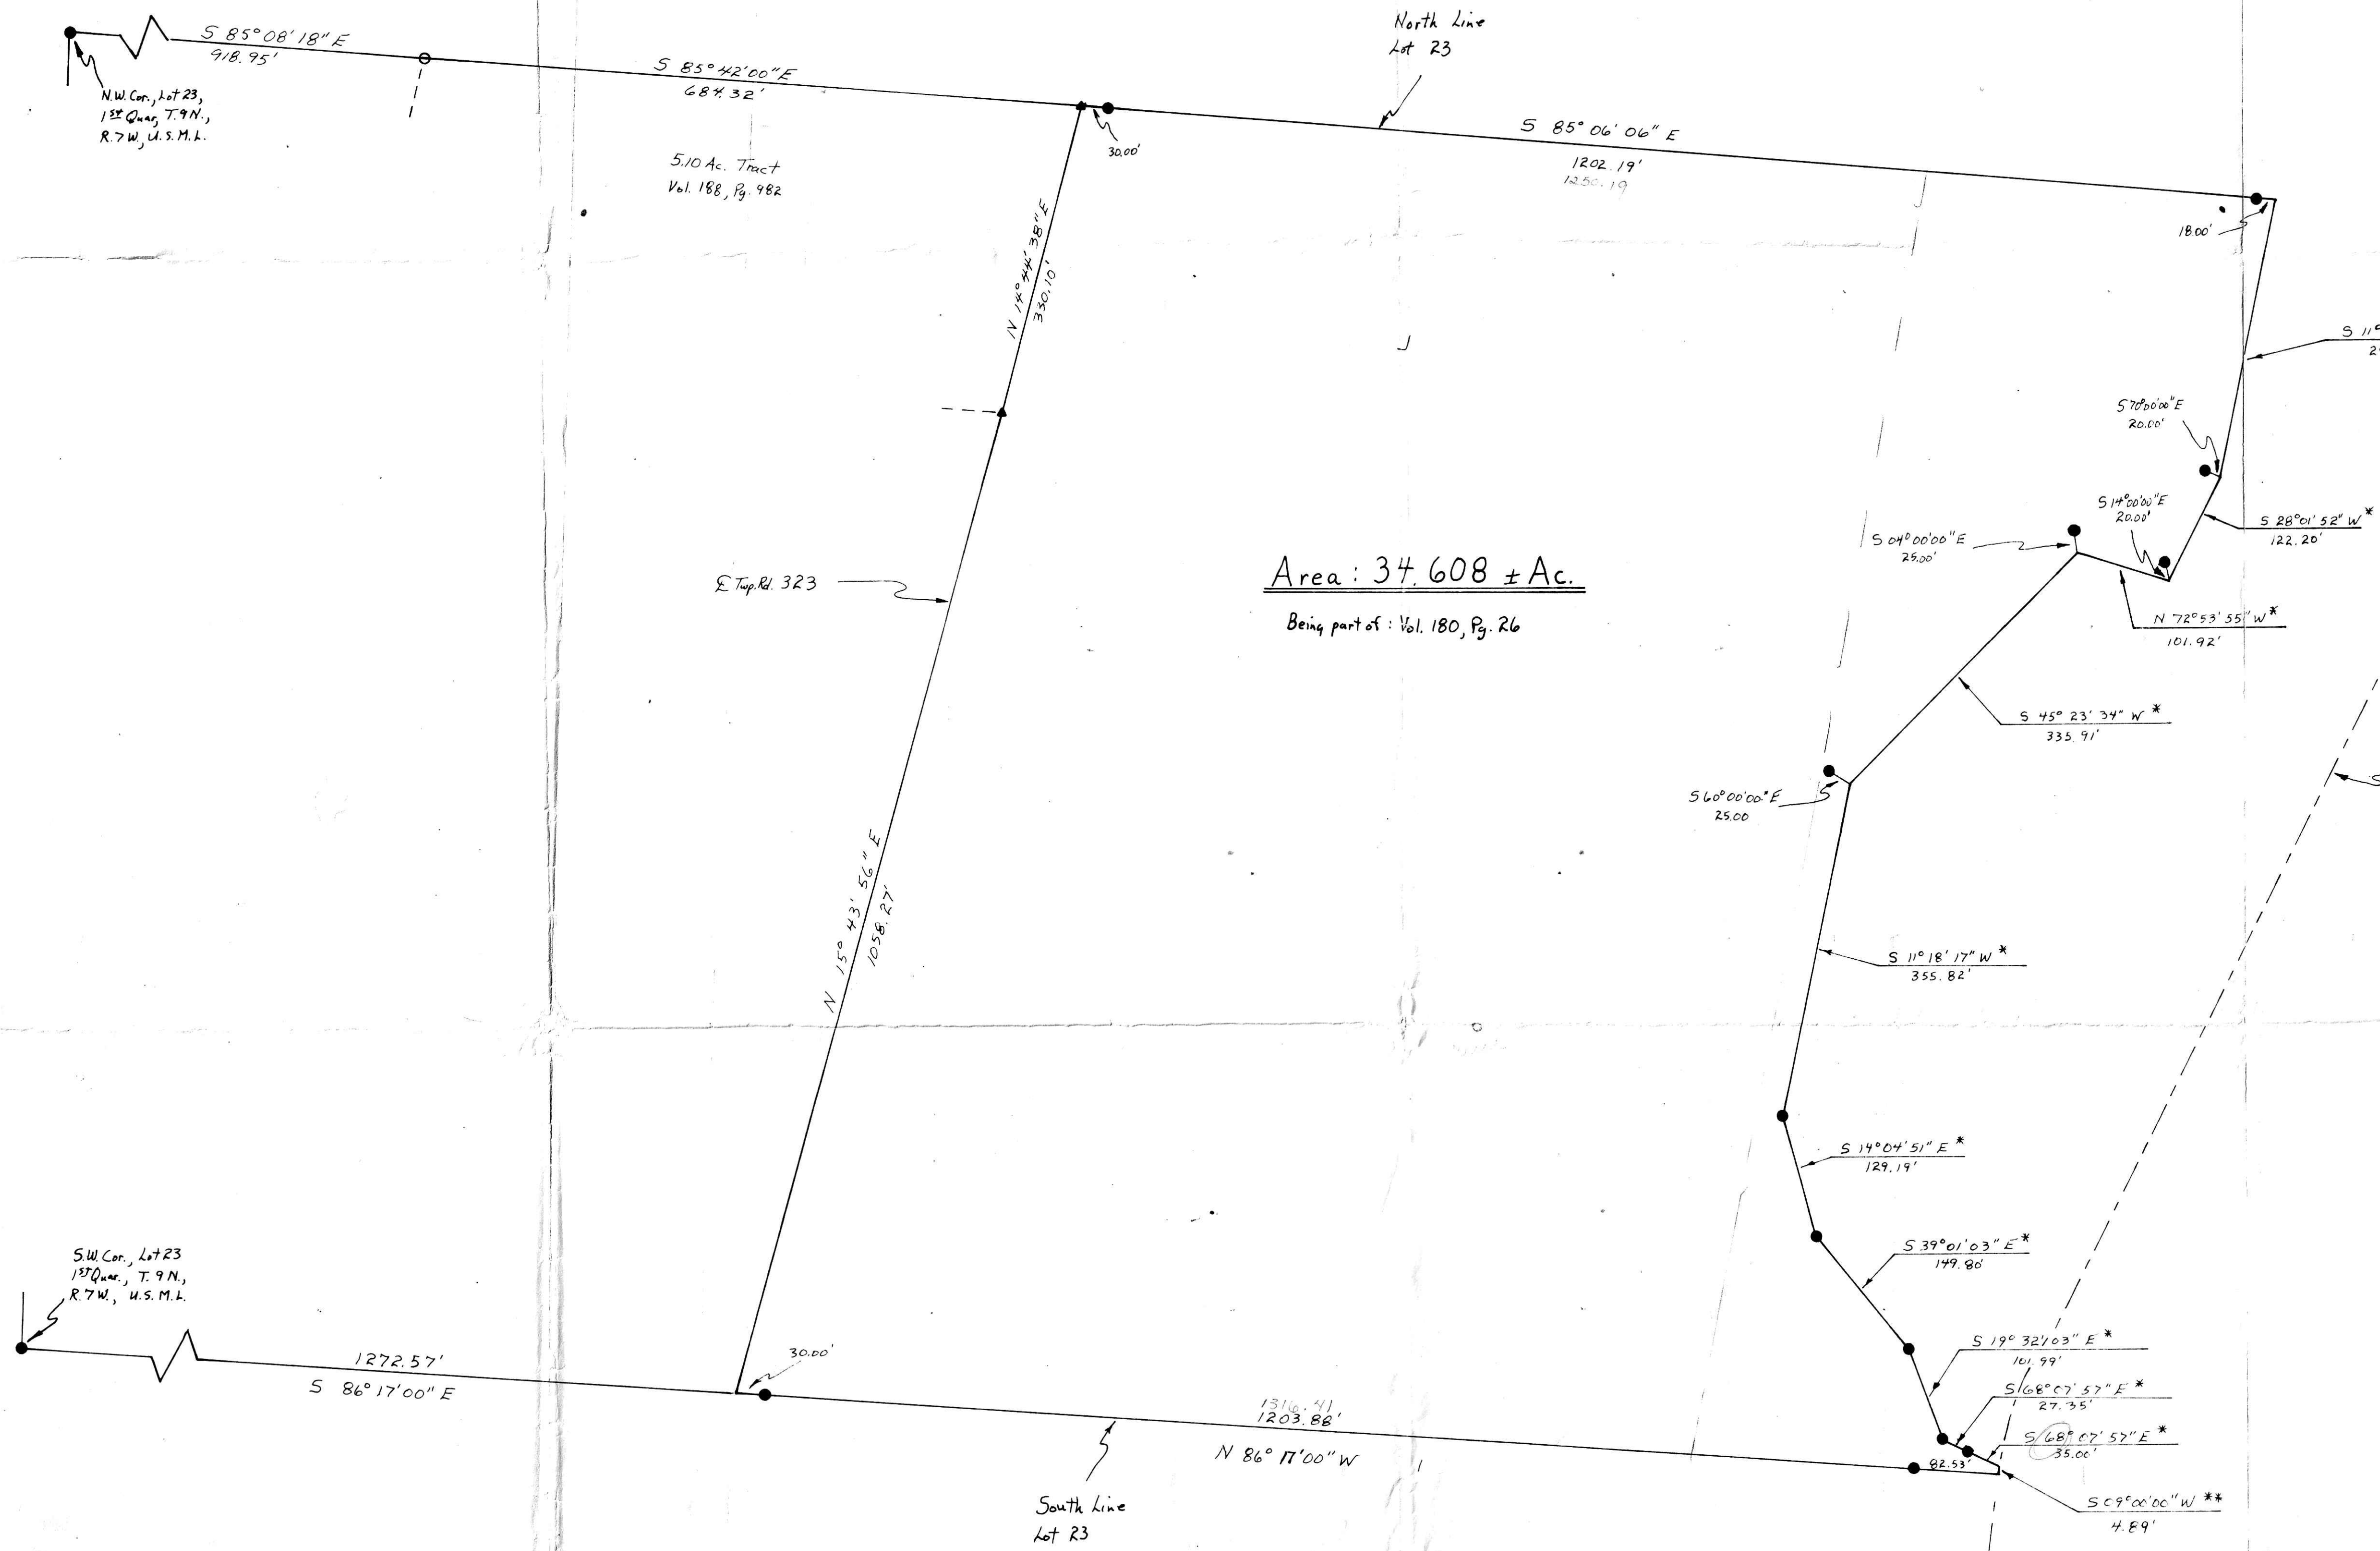 S 85°08'18" E
918.95'
N.W. Cor., Lot 23,
1st Quar, T.9N.,
R.7W., U.S.M.L.
S 85°42'00" E
684.32'
5.10 Ac. Tract
Vol. 188, Pg. 982
North Line
Lot 23
30.00'
S 85° 06' 06" E
1202.19'
1250.19
18.00'
N 14° 44' 38" E
330.10'
S 11°
2
S 70°00'00" E
20.00'
S 14°00'00" E
20.00'
S 28°01'52" W *
122.20'
S 04°00'00" E
25.00'
N 72°53'55" W *
101.92'
℄ Twp. Rd. 323
Area : 34.608 ± Ac.
Being part of : Vol. 180, Pg. 26
S 45° 23' 34" W *
335.91'
S 60°00'00" E
25.00
S
N 15° 43' 56" E
1058.27'
S 11°18'17" W *
355.82'
S 14°04'51" E *
129.19'
S 39°01'03" E *
149.80'
S.W. Cor., Lot 23
1st Quar., T. 9 N.,
R. 7 W., U.S.M.L.
1272.57'
S 86°17'00" E
30.00'
S 19° 32' 03" E *
101.99'
S 68°07'57" E *
27.35'
S 68° 07' 57" E *
35.00'
1316.41
1203.88'
N 86° 17'00" W
82.53'
S 09°00'00" W **
4.89'
South Line
Lot 23